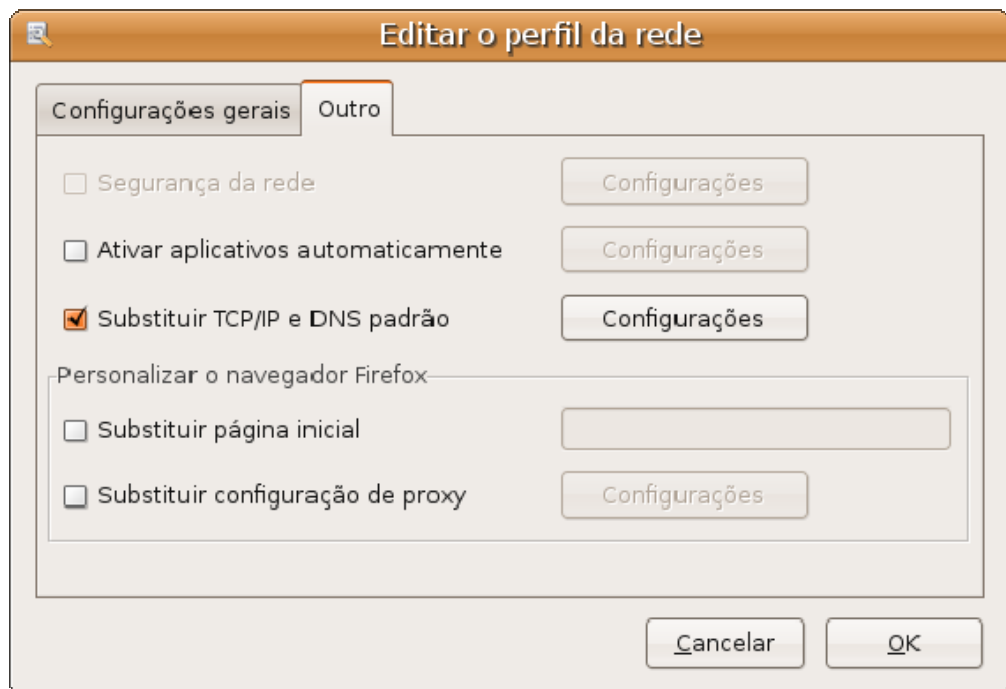 Editar o perfil da rede
Configurações gerais
Outro
Segurança da rede
Configurações
Ativar aplicativos automaticamente
Configurações
Substituir TCP/IP e DNS padrão
Configurações
Personalizar o navegador Firefox
Substituir página inicial
Substituir configuração de proxy
Configurações
Cancelar
OK